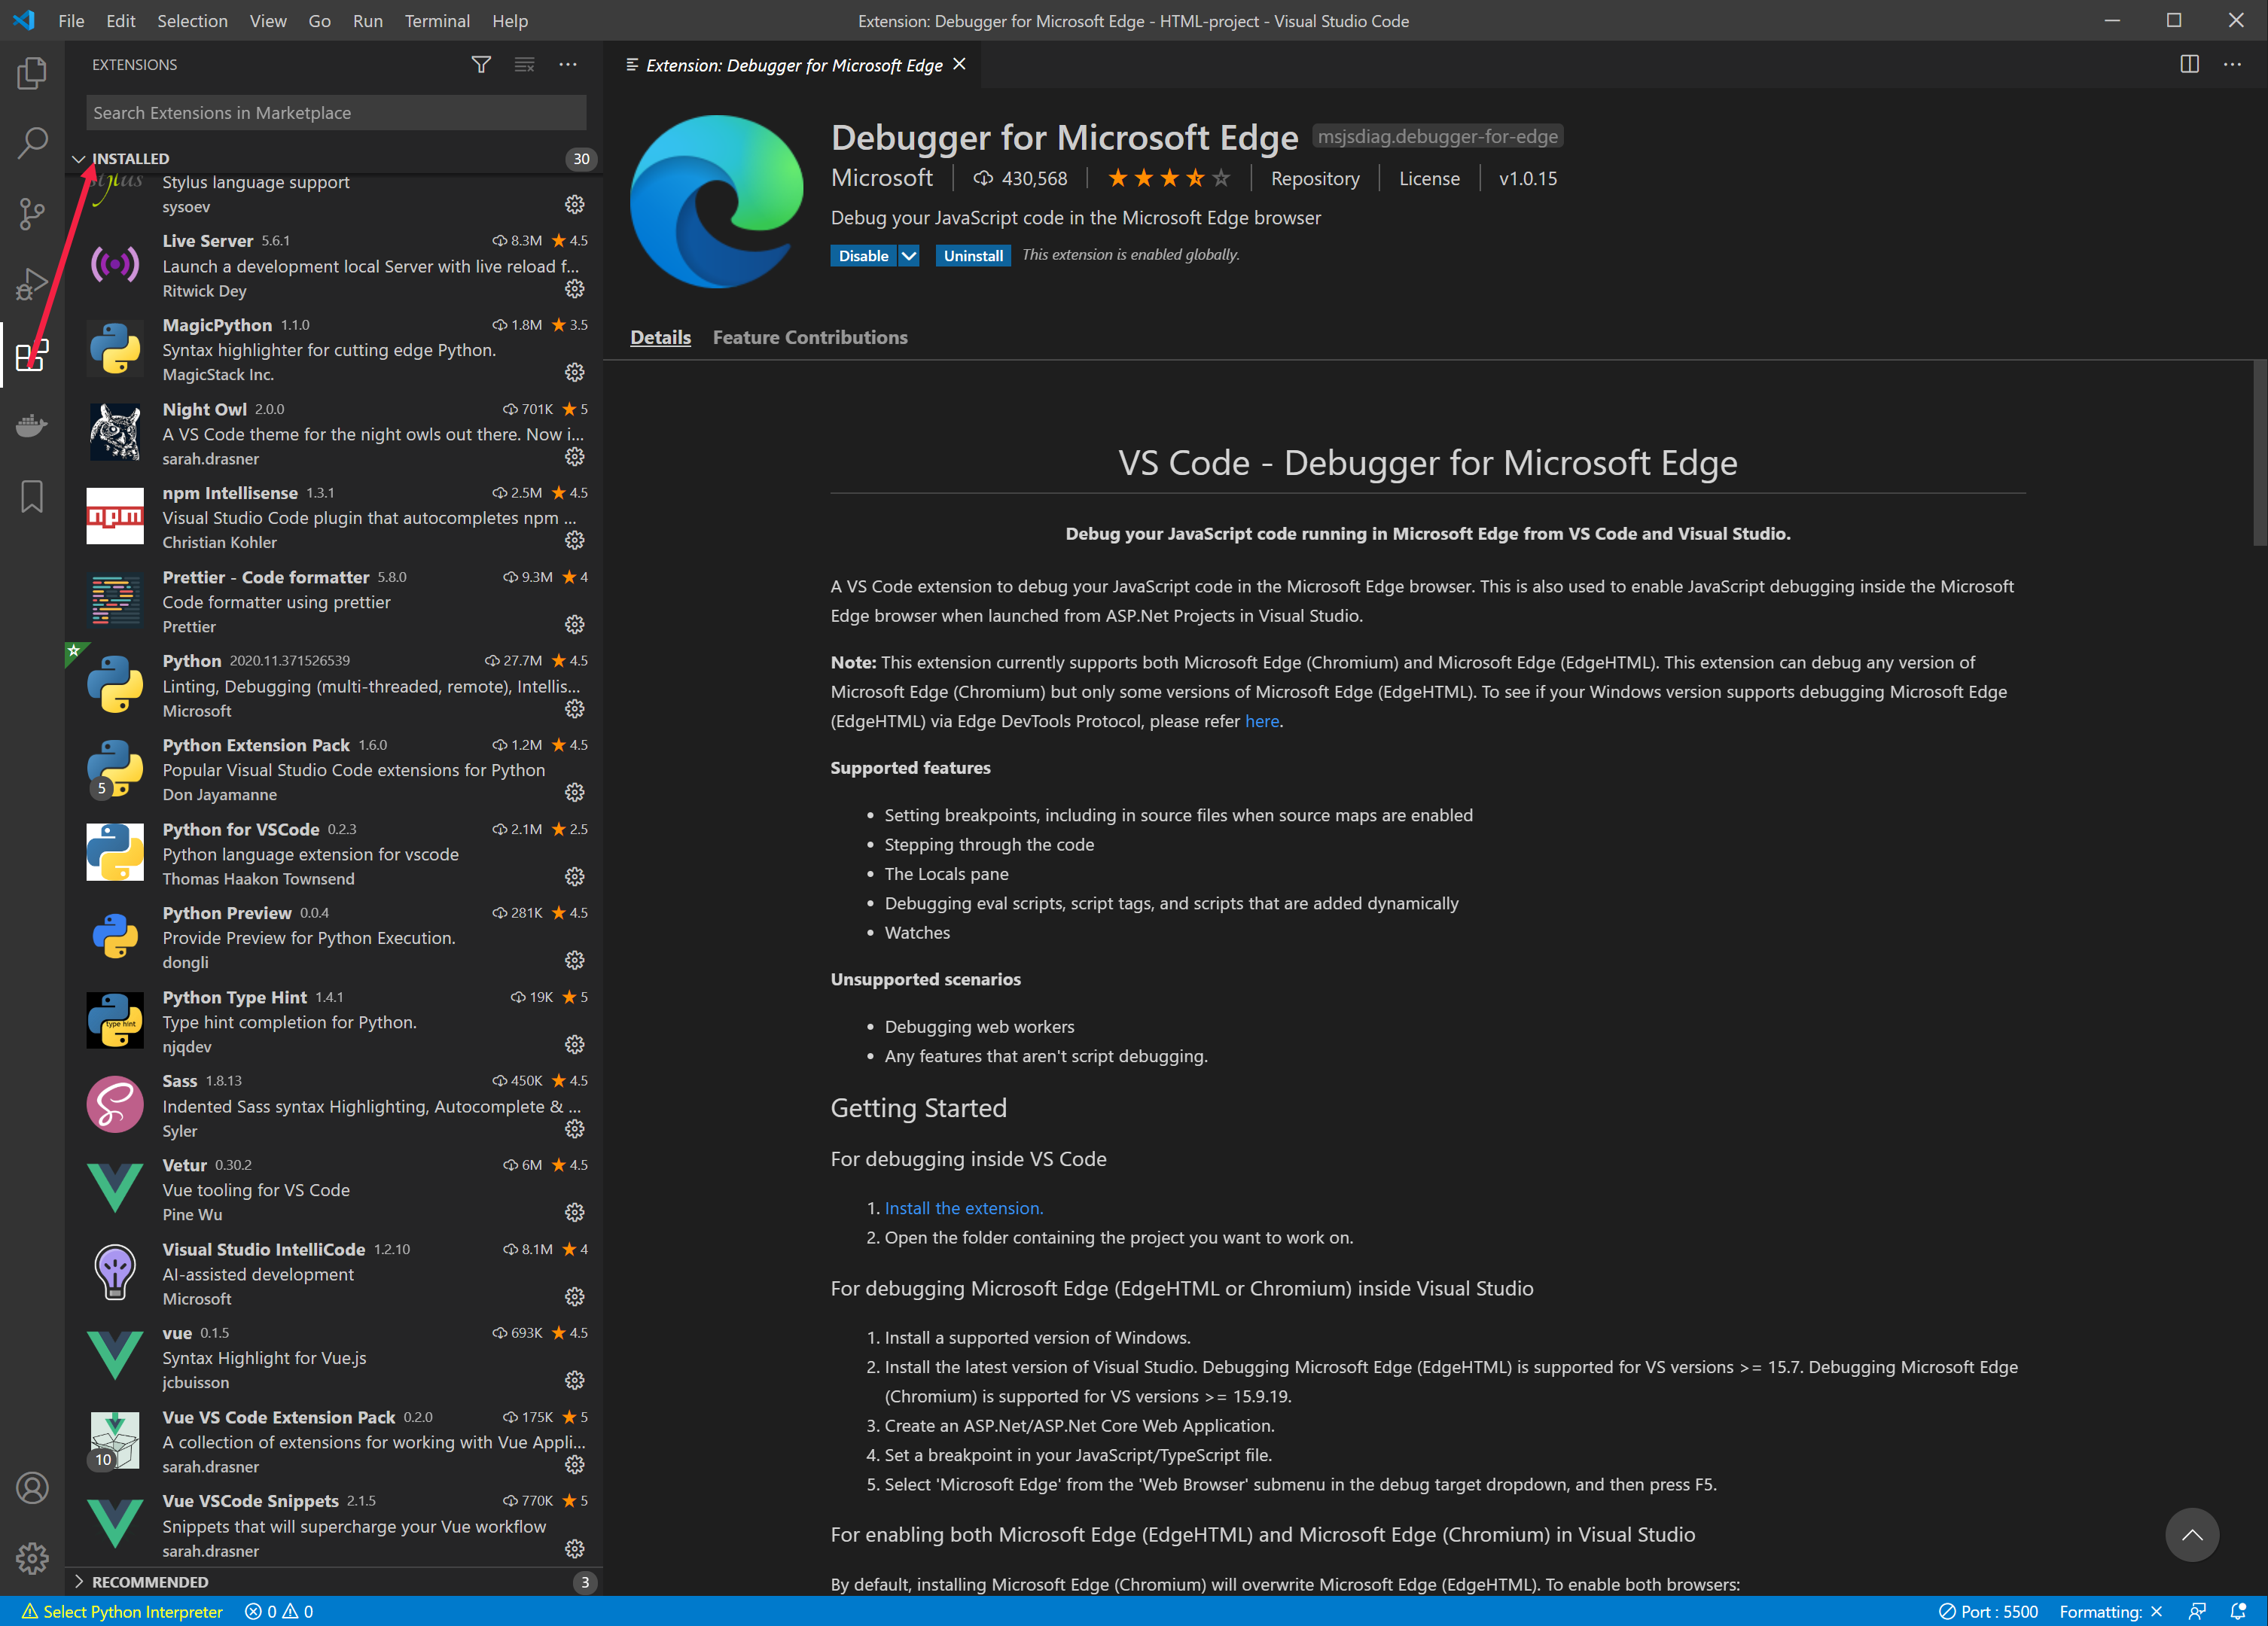 File Edit Selection View Go Run Terminal Help
Extension: Debugger for Microsoft Edge - HTML-project - Visual Studio Code
EXTENSIONS
Search Extensions in Marketplace
INSTALLED 30
stylus
Stylus language support
sysoev
Live Server 5.6.1 8.3M 4.5
Launch a development local Server with live reload f...
Ritwick Dey
MagicPython 1.1.0 1.8M 3.5
Syntax highlighter for cutting edge Python.
MagicStack Inc.
Night Owl 2.0.0 701K 5
A VS Code theme for the night owls out there. Now i...
sarah.drasner
npm
npm Intellisense 1.3.1 2.5M 4.5
Visual Studio Code plugin that autocompletes npm ...
Christian Kohler
Prettier - Code formatter 5.8.0 9.3M 4
Code formatter using prettier
Prettier
Python 2020.11.371526539 27.7M 4.5
Linting, Debugging (multi-threaded, remote), Intellis...
Microsoft
Python Extension Pack 1.6.0 1.2M 4.5
Popular Visual Studio Code extensions for Python
5
Don Jayamanne
Python for VSCode 0.2.3 2.1M 2.5
Python language extension for vscode
Thomas Haakon Townsend
Python Preview 0.0.4 281K 4.5
Provide Preview for Python Execution.
dongli
Python Type Hint 1.4.1 19K 5
type hint
Type hint completion for Python.
njqdev
Sass 1.8.13 450K 4.5
Indented Sass syntax Highlighting, Autocomplete & ...
Syler
Vetur 0.30.2 6M 4.5
Vue tooling for VS Code
Pine Wu
Visual Studio IntelliCode 1.2.10 8.1M 4
AI-assisted development
Microsoft
vue 0.1.5 693K 4.5
Syntax Highlight for Vue.js
jcbuisson
Vue VS Code Extension Pack 0.2.0 175K 5
A collection of extensions for working with Vue Appli...
10
sarah.drasner
Vue VSCode Snippets 2.1.5 770K 5
Snippets that will supercharge your Vue workflow
sarah.drasner
RECOMMENDED 3
Extension: Debugger for Microsoft Edge
Debugger for Microsoft Edge msjsdiag.debugger-for-edge
Microsoft 430,568 Repository License v1.0.15
Debug your JavaScript code in the Microsoft Edge browser
Disable Uninstall This extension is enabled globally.
Details Feature Contributions
VS Code - Debugger for Microsoft Edge
Debug your JavaScript code running in Microsoft Edge from VS Code and Visual Studio.
A VS Code extension to debug your JavaScript code in the Microsoft Edge browser. This is also used to enable JavaScript debugging inside the Microsoft
Edge browser when launched from ASP.Net Projects in Visual Studio.
Note: This extension currently supports both Microsoft Edge (Chromium) and Microsoft Edge (EdgeHTML). This extension can debug any version of
Microsoft Edge (Chromium) but only some versions of Microsoft Edge (EdgeHTML). To see if your Windows version supports debugging Microsoft Edge
(EdgeHTML) via Edge DevTools Protocol, please refer here.
Supported features
• Setting breakpoints, including in source files when source maps are enabled
• Stepping through the code
• The Locals pane
• Debugging eval scripts, script tags, and scripts that are added dynamically
• Watches
Unsupported scenarios
• Debugging web workers
• Any features that aren't script debugging.
Getting Started
For debugging inside VS Code
1. Install the extension.
2. Open the folder containing the project you want to work on.
For debugging Microsoft Edge (EdgeHTML or Chromium) inside Visual Studio
1. Install a supported version of Windows.
2. Install the latest version of Visual Studio. Debugging Microsoft Edge (EdgeHTML) is supported for VS versions >= 15.7. Debugging Microsoft Edge
(Chromium) is supported for VS versions >= 15.9.19.
3. Create an ASP.Net/ASP.Net Core Web Application.
4. Set a breakpoint in your JavaScript/TypeScript file.
5. Select 'Microsoft Edge' from the 'Web Browser' submenu in the debug target dropdown, and then press F5.
For enabling both Microsoft Edge (EdgeHTML) and Microsoft Edge (Chromium) in Visual Studio
By default, installing Microsoft Edge (Chromium) will overwrite Microsoft Edge (EdgeHTML). To enable both browsers:
Select Python Interpreter 0 0 Port : 5500 Formatting: ×